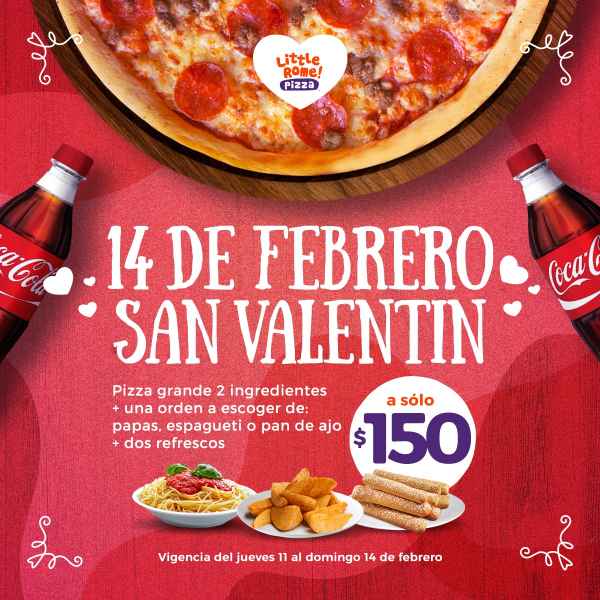 Little
Rome!
Pizza
14 DE FEBRERO
SAN VALENTIN
Pizza grande 2 ingredientes
+ una orden a escoger de:
papas, espagueti o pan de ajo
+ dos refrescos
a sólo
$150
Coca-Cola
Coca-Cola
Vigencia del jueves 11 al domingo 14 de febrero